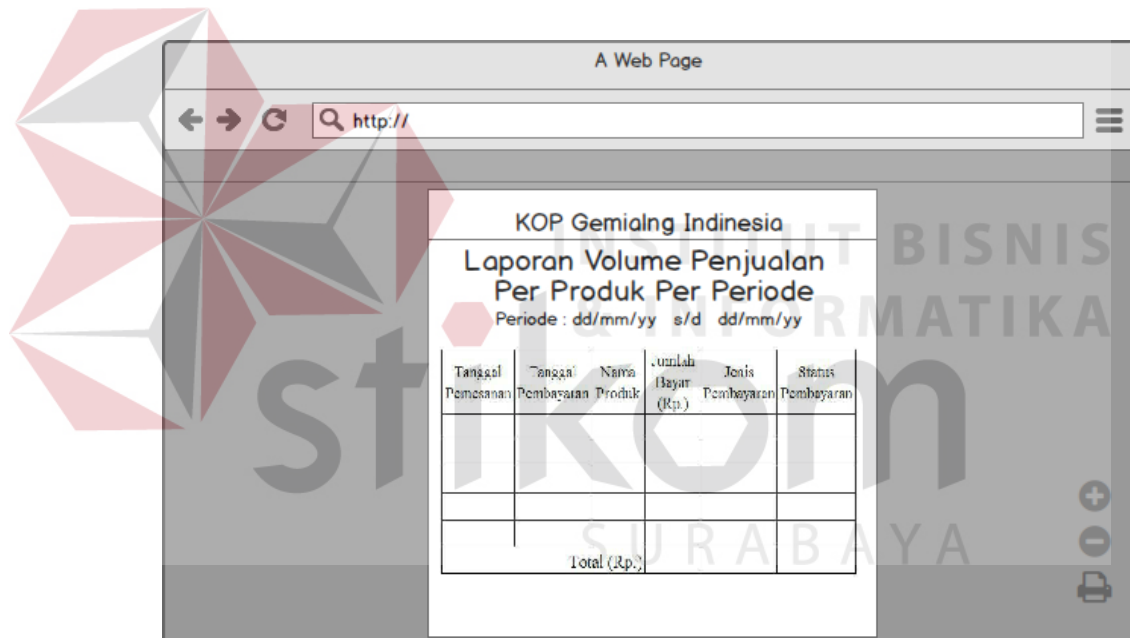 A Web Page
http://
KOP Gemialng Indinesia
Laporan Volume Penjualan
Per Produk Per Periode
Periode : dd/mm/yy s/d dd/mm/yy
Tanggal Pemesanan
Tanggal Pembayaran
Nama Produk
Jumlah Bayar (Rp.)
Jenis Pembayaran
Status Pembayaran
Total (Rp.)
INSTITUT BISNIS
& INFORMATIKA
stikom
SURABAYA